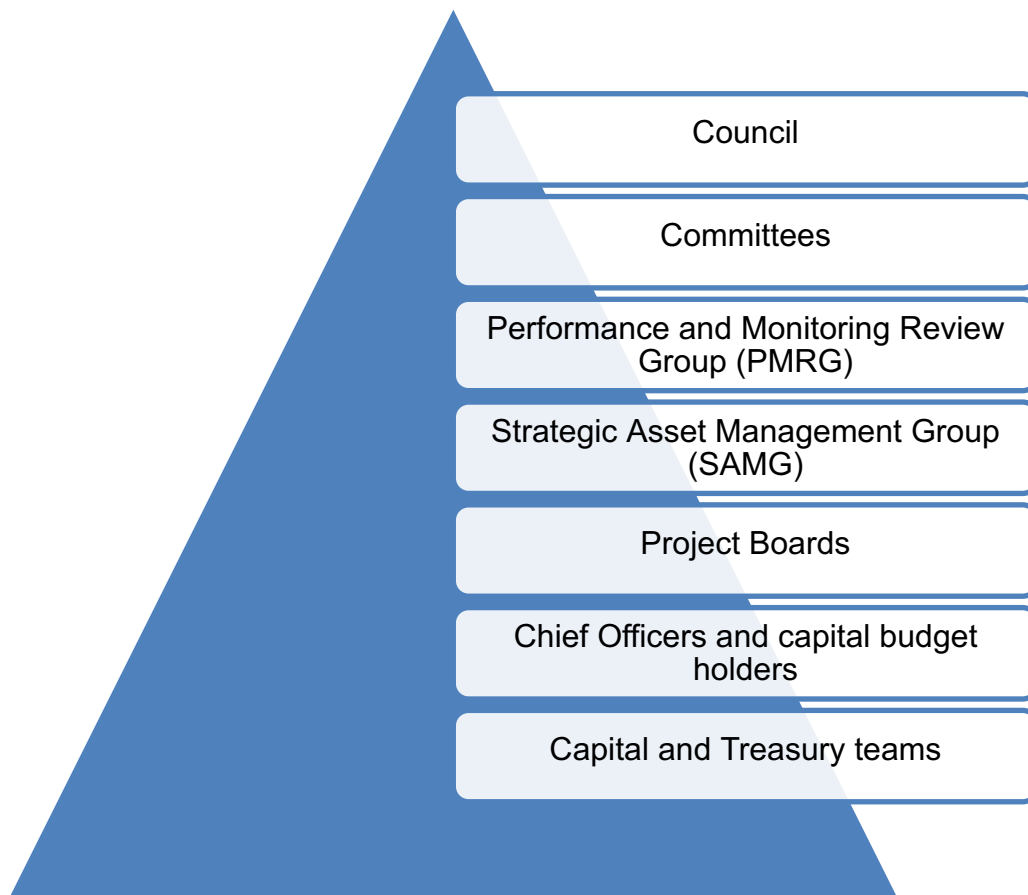 Council
Committees
Performance and Monitoring Review
Group (PMRG)
Strategic Asset Management Group
(SAMG)
Project Boards
Chief Officers and capital budget
holders
Capital and Treasury teams